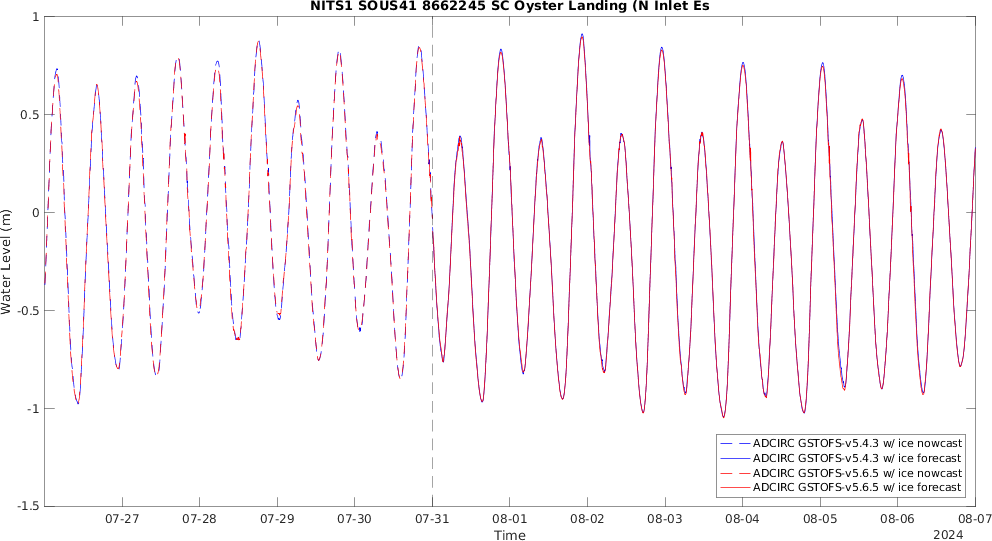 NITS1 SOUS41 8662245 SC Oyster Landing (N Inlet Es
1
0.5
0
-0.5
-1
-1.5
Water Level (m)
07-27 07-28 07-29 07-30 07-31 08-01 08-02 08-03 08-04 08-05 08-06 08-07
Time
2024
ADCIRC GSTOFS-v5.4.3 w/ ice nowcast
ADCIRC GSTOFS-v5.4.3 w/ ice forecast
ADCIRC GSTOFS-v5.6.5 w/ ice nowcast
ADCIRC GSTOFS-v5.6.5 w/ ice forecast